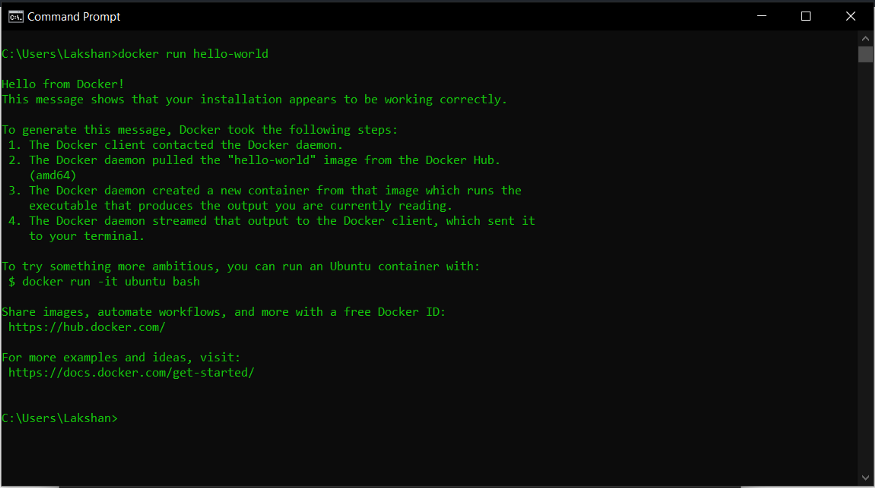 Command Prompt
C:\Users\Lakshan>docker run hello-world
Hello from Docker!
This message shows that your installation appears to be working correctly.
To generate this message, Docker took the following steps:
1. The Docker client contacted the Docker daemon.
2. The Docker daemon pulled the "hello-world" image from the Docker Hub.
(amd64)
3. The Docker daemon created a new container from that image which runs the
executable that produces the output you are currently reading.
4. The Docker daemon streamed that output to the Docker client, which sent it
to your terminal.
To try something more ambitious, you can run an Ubuntu container with:
$ docker run -it ubuntu bash
Share images, automate workflows, and more with a free Docker ID:
https://hub.docker.com/
For more examples and ideas, visit:
https://docs.docker.com/get-started/
C:\Users\Lakshan>